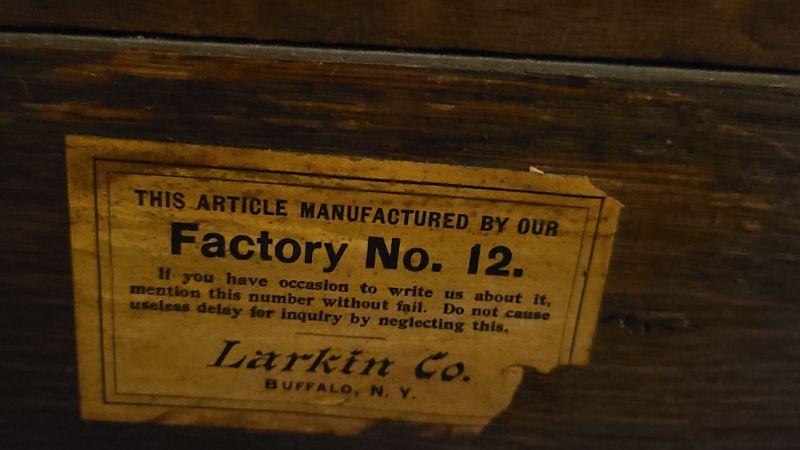 THIS ARTICLE MANUFACTURED BY OUR
Factory No. 12.
If you have occasion to write us about it,
mention this number without fail. Do not cause
useless delay for inquiry by neglecting this.
Larkin Co.
BUFFALO, N. Y.